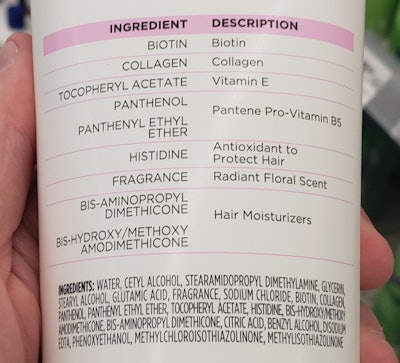 INGREDIENT DESCRIPTION
BIOTIN Biotin
COLLAGEN Collagen
TOCOPHERYL ACETATE Vitamin E
PANTHENOL
PANTHENYL ETHYL ETHER Pantene Pro-Vitamin B5
HISTIDINE Antioxidant to
Protect Hair
FRAGRANCE Radiant Floral Scent
BIS-AMINOPROPYL
DIMETHICONE
BIS-HYDROXY/METHOXY
AMODIMETHICONE
Hair Moisturizers
INGREDIENTS: WATER, CETYL ALCOHOL, STEARAMIDOPROPYL DIMETHYLAMINE, GLYCERIN,
STEARYL ALCOHOL, GLUTAMIC ACID, FRAGRANCE, SODIUM CHLORIDE, BIOTIN, COLLAGEN,
PANTHENOL, PANTHENYL ETHYL ETHER, TOCOPHERYL ACETATE, HISTIDINE, BIS-HYDROXY/METHOXY
AMODIMETHICONE, BIS-AMINOPROPYL DIMETHICONE, CITRIC ACID, BENZYL ALCOHOL, DISODIUM
EDTA, PHENOXYETHANOL, METHYLCHLOROISOTHIAZOLINONE, METHYLISOTHIAZOLINONE